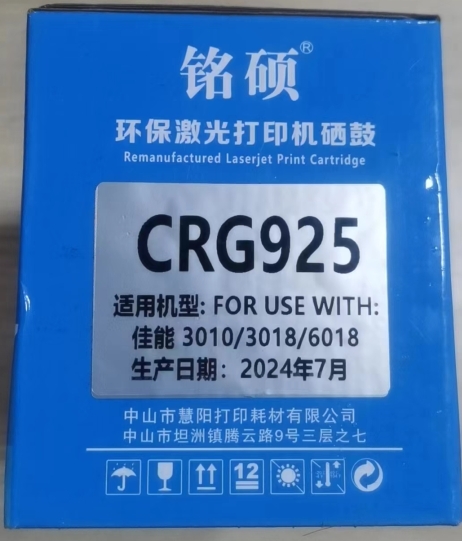 铭硕®
环保激光打印机硒鼓
Remanufactured Laserjet Print Cartridge
CRG925
适用机型: FOR USE WITH:
佳能 3010/3018/6018
生产日期: 2024年7月
中山市慧阳打印耗材有限公司
中山市坦洲镇腾云路9号三层之七
12